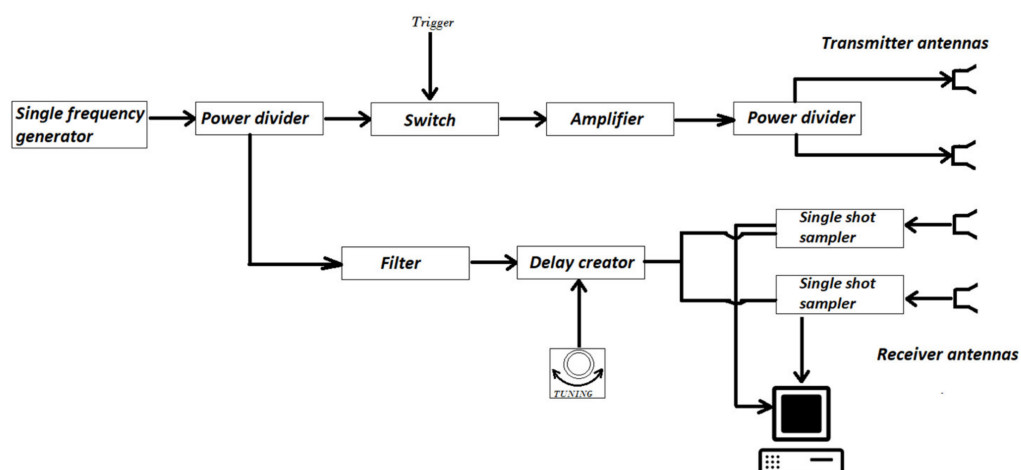 Trigger
Transmitter antennas
Single frequency
generator
Power divider
Switch
Amplifier
Power divider
Single shot
sampler
Filter
Delay creator
Single shot
sampler
Receiver antennas
TUNING